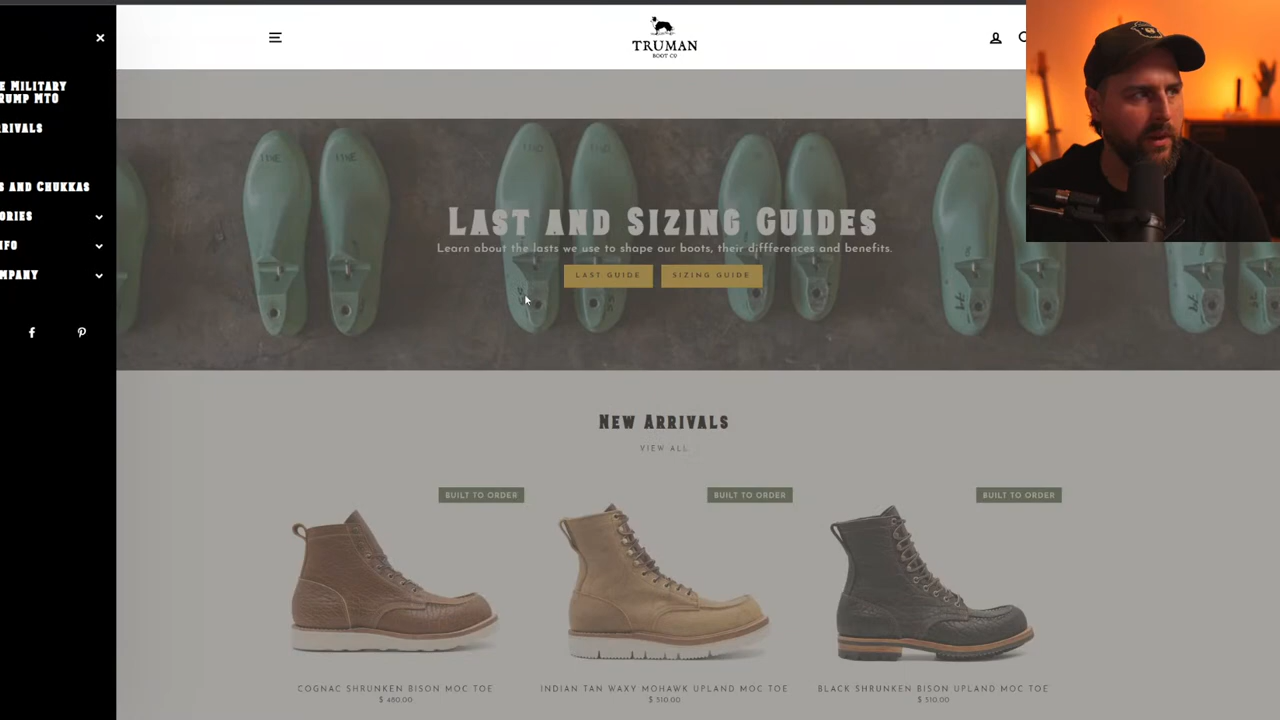 TRUMAN
BOOT CO
E MILITARY
RUMP MTO
RIVALS
S AND CHUKKAS
ORIES
NFO
MPANY
LAST AND SIZING GUIDES
Learn about the lasts we use to shape our boots, their diffferences and benefits.
LAST GUIDE
SIZING GUIDE
NEW ARRIVALS
VIEW ALL
BUILT TO ORDER
BUILT TO ORDER
BUILT TO ORDER
COGNAC SHRUNKEN BISON MOC TOE
$ 480.00
INDIAN TAN WAXY MOHAWK UPLAND MOC TOE
$ 510.00
BLACK SHRUNKEN BISON UPLAND MOC TOE
$ 510.00